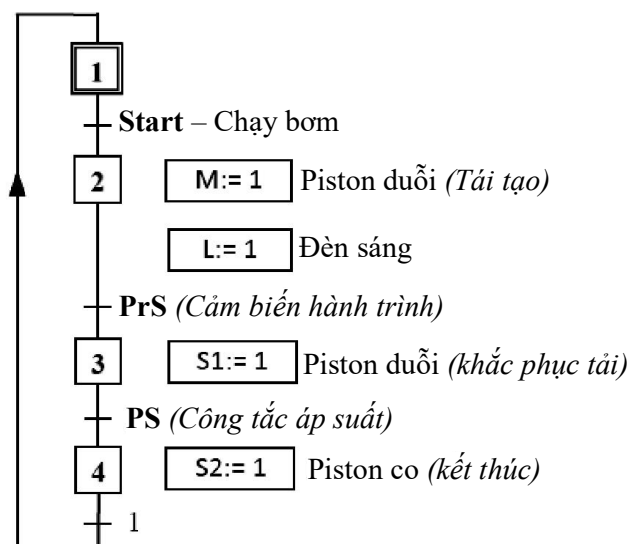 1
Start – Chạy bơm
2 M:= 1 Piston duỗi (Tái tạo)
L:= 1 Đèn sáng
PrS (Cảm biến hành trình)
3 S1:= 1 Piston duỗi (khắc phục tải)
PS (Công tắc áp suất)
4 S2:= 1 Piston co (kết thúc)
1